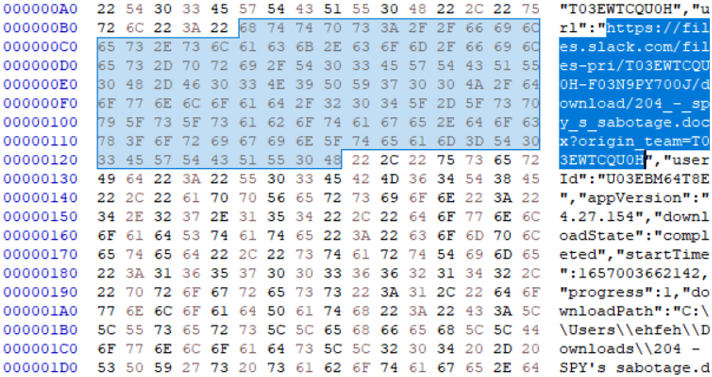 000000A0 22 54 30 33 45 57 54 43 51 55 30 48 22 2C 22 75 "T03EWTCQU0H","u
000000B0 72 6C 22 3A 22 68 74 74 70 73 3A 2F 2F 66 69 6C rl":"https://fil
000000C0 65 73 2E 73 6C 61 63 6B 2E 63 6F 6D 2F 66 69 6C es.slack.com/fil
000000D0 65 73 2D 70 72 69 2F 54 30 33 45 57 54 43 51 55 es-pri/T03EWTCQU
000000E0 30 48 2D 46 30 33 4E 39 50 59 37 30 30 4A 2F 64 0H-F03N9PY700J/d
000000F0 6F 77 6E 6C 6F 61 64 2F 32 30 34 5F 2D 5F 73 70 ownload/204_-_sp
00000100 79 5F 73 5F 73 61 62 6F 74 61 67 65 2E 64 6F 63 y_s_sabotage.doc
00000110 78 3F 6F 72 69 67 69 6E 5F 74 65 61 6D 3D 54 30 x?origin_team=T0
00000120 33 45 57 54 43 51 55 30 48 22 2C 22 75 73 65 72 3EWTCQU0H","user
00000130 49 64 22 3A 22 55 30 33 45 42 4D 36 34 54 38 45 Id":"U03EBM64T8E
00000140 22 2C 22 61 70 70 56 65 72 73 69 6F 6E 22 3A 22 ","appVersion":"
00000150 34 2E 32 37 2E 31 35 34 22 2C 22 64 6F 77 6E 6C 4.27.154","downl
00000160 6F 61 64 53 74 61 74 65 22 3A 22 63 6F 6D 70 6C oadState":"compl
00000170 65 74 65 64 22 2C 22 73 74 61 72 74 54 69 6D 65 eted","startTime
00000180 22 3A 31 36 35 37 30 30 33 36 36 32 31 34 32 2C ":1657003662142,
00000190 22 70 72 6F 67 72 65 73 73 22 3A 31 2C 22 64 6F "progress":1,"do
000001A0 77 6E 6C 6F 61 64 50 61 74 68 22 3A 22 43 3A 5C wnloadPath":"C:\
000001B0 5C 55 73 65 72 73 5C 5C 65 68 66 65 68 5C 5C 44 \Users\\ehfeh\\D
000001C0 6F 77 6E 6C 6F 61 64 73 5C 5C 32 30 34 20 2D 20 ownloads\\204 -
000001D0 53 50 59 27 73 20 73 61 62 6F 74 61 67 65 2E 64 SPY's sabotage.d